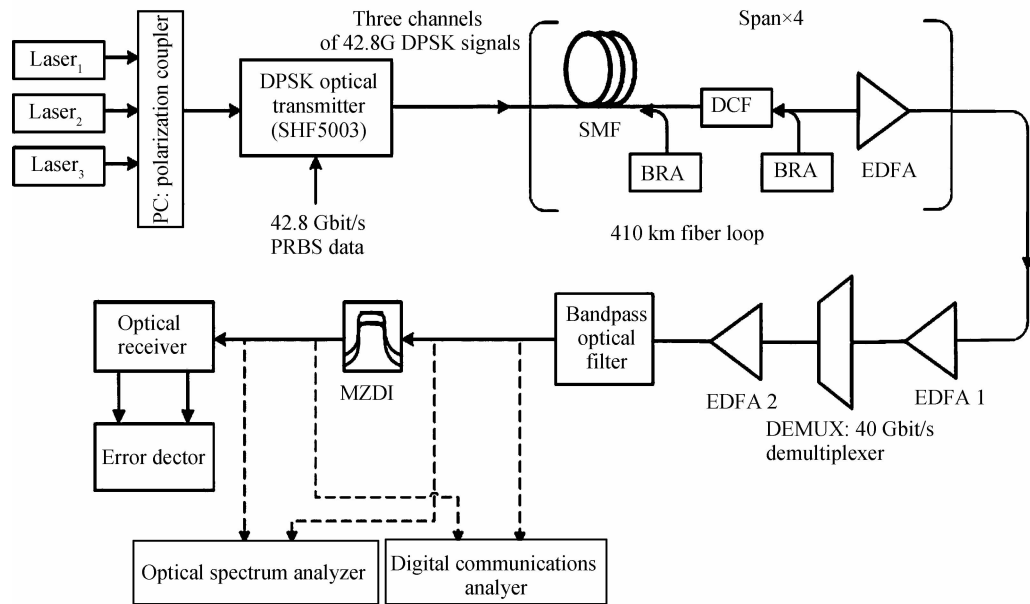 Three channels
of 42.8G DPSK signals
Span×4
Laser1
Laser2
Laser3
PC: polarization coupler
DPSK optical
transmitter
(SHF5003)
42.8 Gbit/s
PRBS data
SMF
DCF
BRA
BRA
EDFA
410 km fiber loop
Optical
receiver
Error dector
MZDI
Bandpass
optical
filter
EDFA 2
EDFA 1
DEMUX: 40 Gbit/s
demultiplexer
Optical spectrum analyzer
Digital communications
analyer